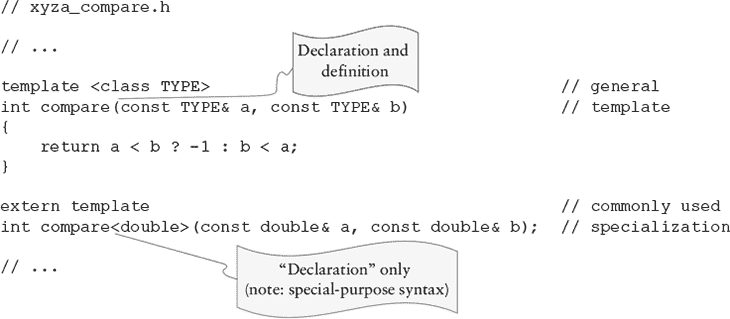 // xyza_compare.h
// ...
Declaration and
definition
template <class TYPE> // general
int compare(const TYPE& a, const TYPE& b) // template
{
return a < b ? -1 : b < a;
}
extern template // commonly used
int compare<double>(const double& a, const double& b); // specialization
// ...
“Declaration” only
(note: special-purpose syntax)